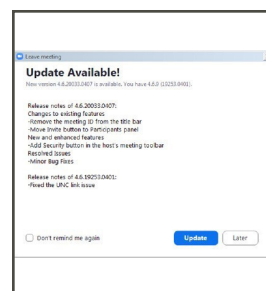 Leave meeting
Update Available!
New version 4.6.20033.0407 is available. You have 4.6.9 (19253.0401).
Release notes of 4.6.20033.0407:
Changes to existing features
-Remove the meeting ID from the title bar
-Move Invite button to Participants panel
New and enhanced features
-Add Security button in the host's meeting toolbar
Resolved Issues
-Minor Bug Fixes
Release notes of 4.6.19253.0401:
-Fixed the UNC link issue
Don't remind me again
Update
Later